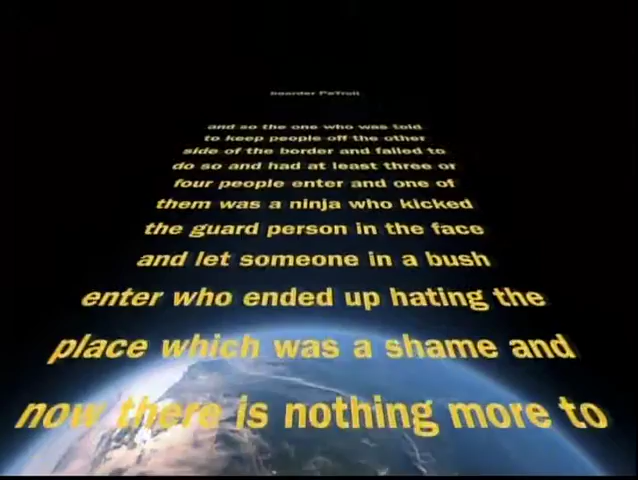 boarder PaTroll
and so the one who was told
to keep people off the other
side of the border and failed to
do so and had at least three or
four people enter and one of
them was a ninja who kicked
the guard person in the face
and let someone in a bush
enter who ended up hating the
place which was a shame and
now there is nothing more to